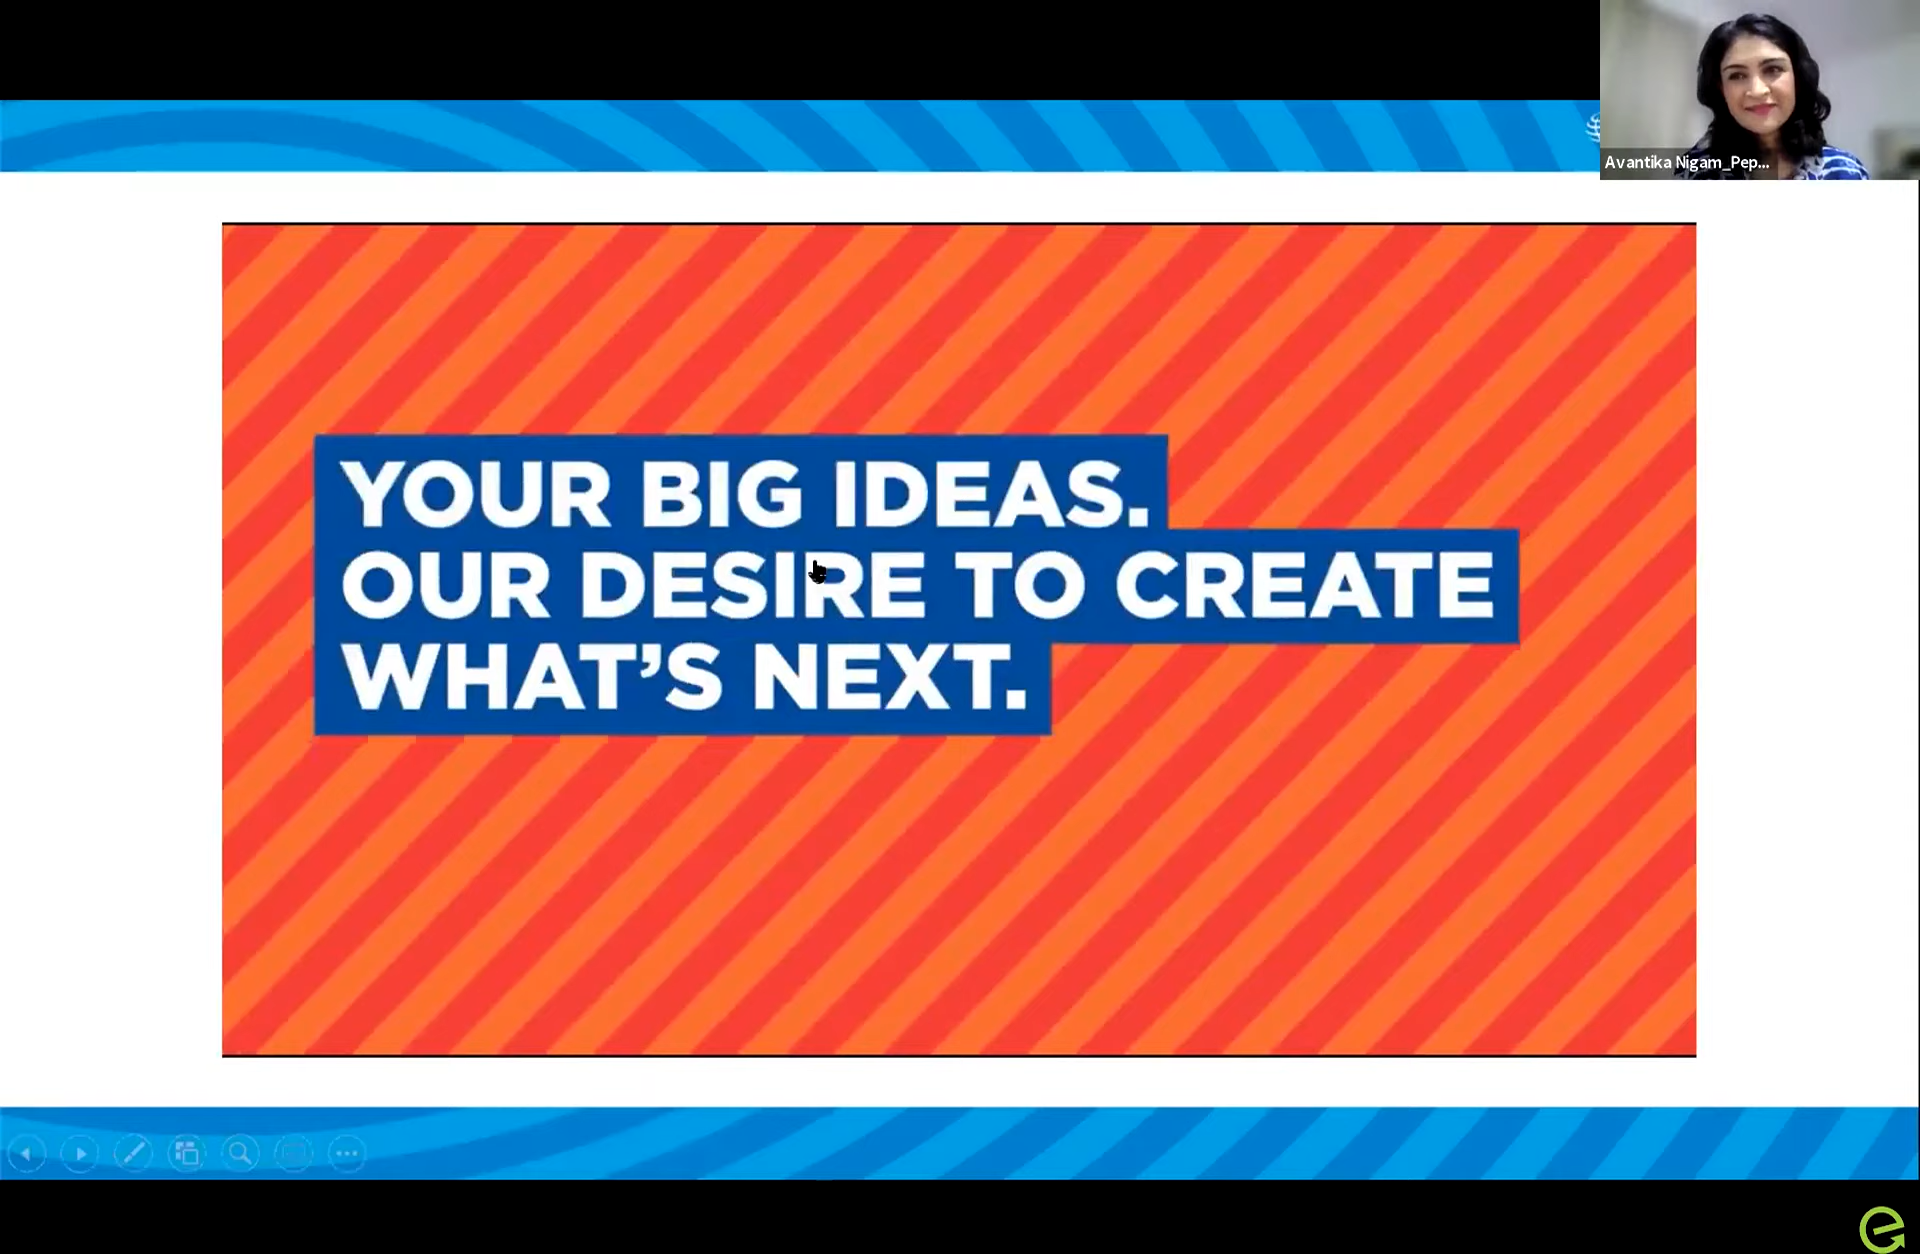 Avantika Nigam_Pep...
YOUR BIG IDEAS.
OUR DESIRE TO CREATE
WHAT’S NEXT.